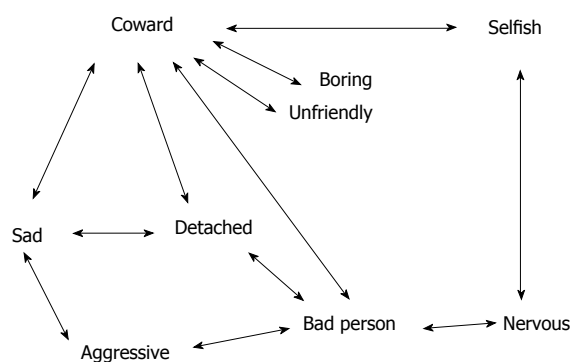 Coward
Selfish
Boring
Unfriendly
Sad
Detached
Bad person
Nervous
Aggressive